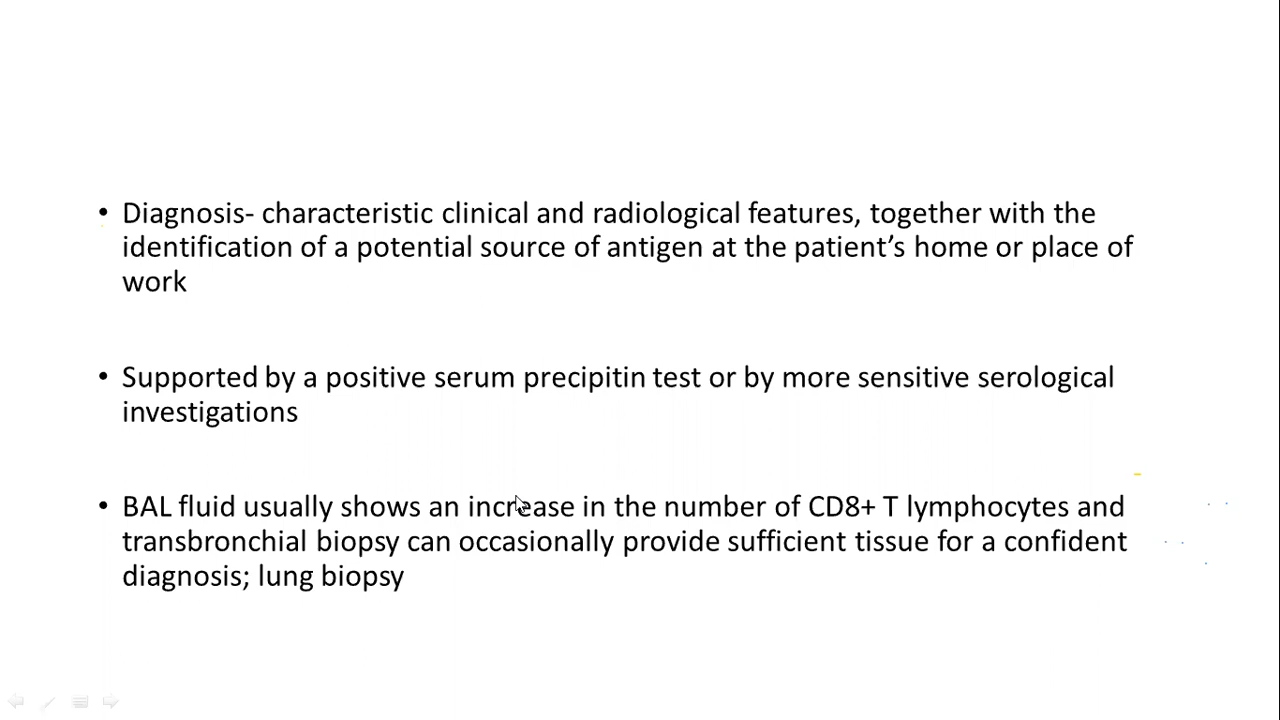 • Diagnosis- characteristic clinical and radiological features, together with the
identification of a potential source of antigen at the patient’s home or place of
work
• Supported by a positive serum precipitin test or by more sensitive serological
investigations
• BAL fluid usually shows an increase in the number of CD8+ T lymphocytes and
transbronchial biopsy can occasionally provide sufficient tissue for a confident
diagnosis; lung biopsy